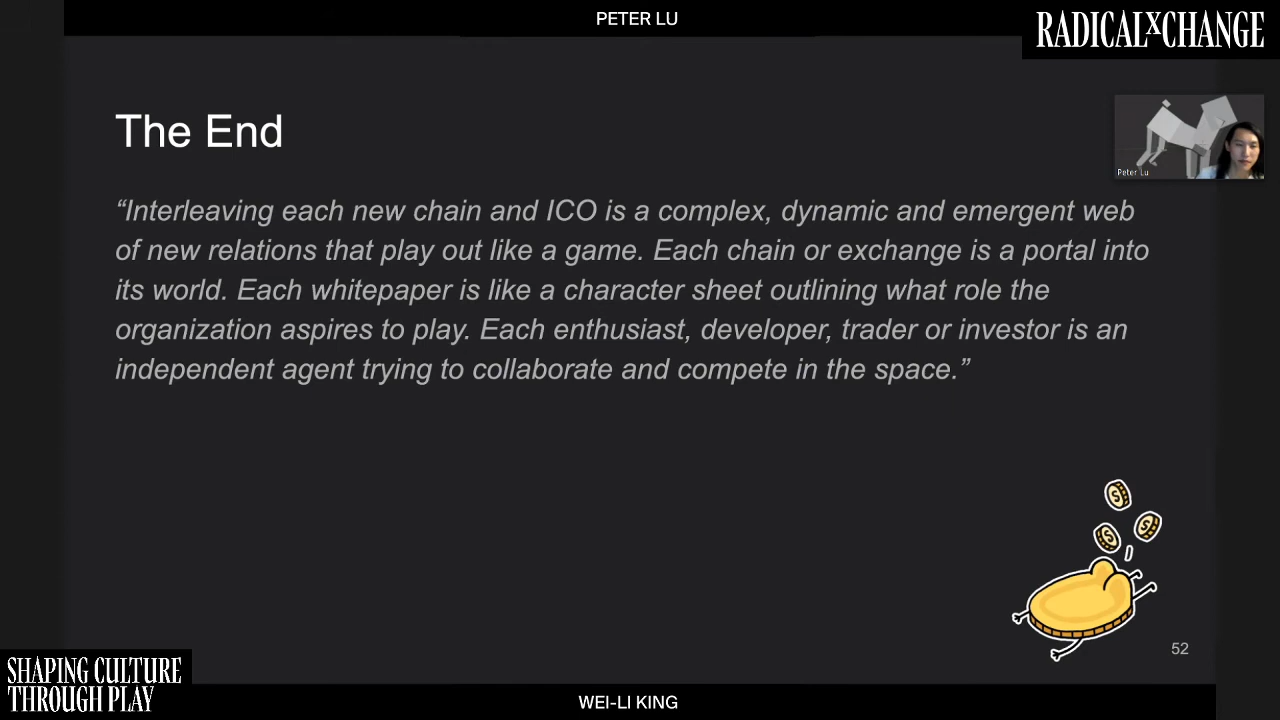 PETER LU
RADICALXCHANGE
The End
Peter Lu
“Interleaving each new chain and ICO is a complex, dynamic and emergent web
of new relations that play out like a game. Each chain or exchange is a portal into
its world. Each whitepaper is like a character sheet outlining what role the
organization aspires to play. Each enthusiast, developer, trader or investor is an
independent agent trying to collaborate and compete in the space.”
52
SHAPING CULTURE
THROUGH PLAY
WEI-LI KING